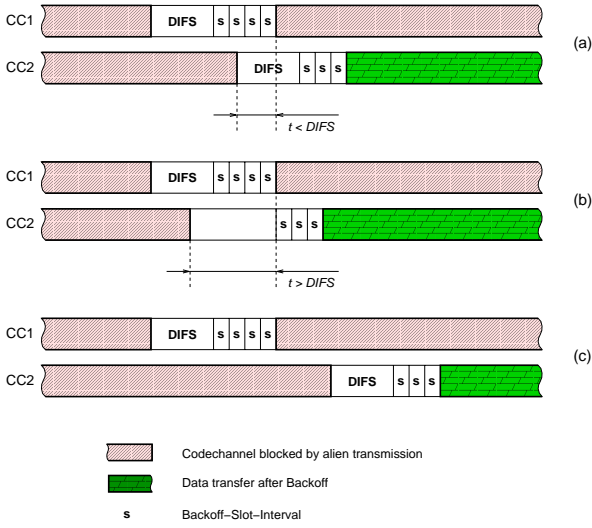 CC1 DIFS s s s s
CC2 DIFS s s s
(a)
t < DIFS
CC1 DIFS s s s s
CC2 s s s
(b)
t > DIFS
CC1 DIFS s s s s
CC2 DIFS s s s
(c)
Codechannel blocked by alien transmission
Data transfer after Backoff
s Backoff-Slot-Interval